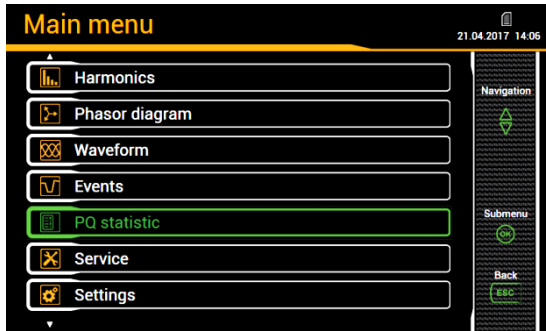 Main menu
21.04.2017 14:06
Harmonics
Navigation
Phasor diagram
Waveform
Events
PQ statistic
Submenu
OK
Service
Back
Settings
ESC